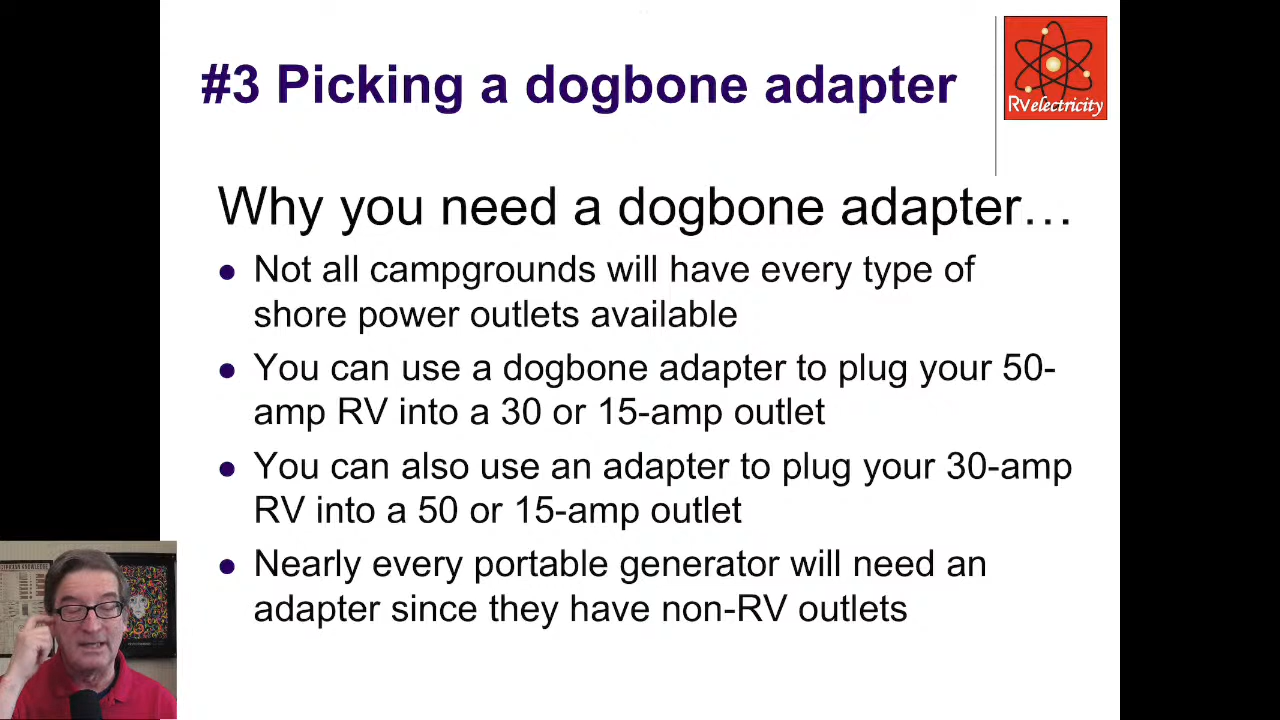 #3 Picking a dogbone adapter
RVelectricity
Why you need a dogbone adapter…
Not all campgrounds will have every type of
shore power outlets available
You can use a dogbone adapter to plug your 50-
amp RV into a 30 or 15-amp outlet
You can also use an adapter to plug your 30-amp
RV into a 50 or 15-amp outlet
Nearly every portable generator will need an
adapter since they have non-RV outlets